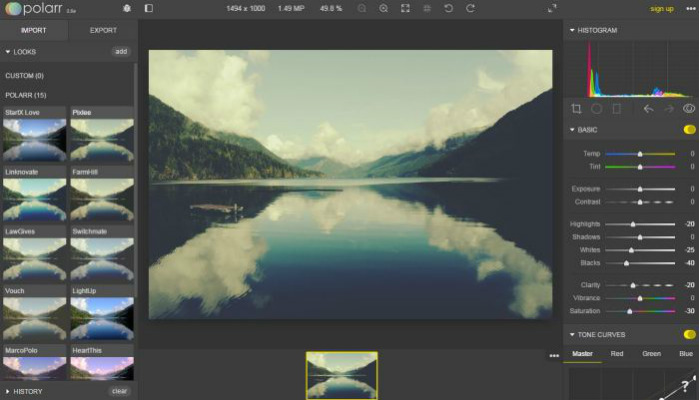 polarr 2.0a
1494 x 1000 1.49 MP 49.8 %
sign up
IMPORT EXPORT
LOOKS add
CUSTOM (0)
POLARR (15)
StartX Love Pixlee
Linknovate FarmHill
LawGives Switchmate
Vouch LightUp
MarcoPolo HeartThis
HISTORY clear
HISTOGRAM
BASIC
Temp 0
Tint 0
Exposure 0
Contrast 0
Highlights -20
Shadows 0
Whites -25
Blacks -40
Clarity -20
Vibrance 0
Saturation -30
TONE CURVES
Master Red Green Blue
?